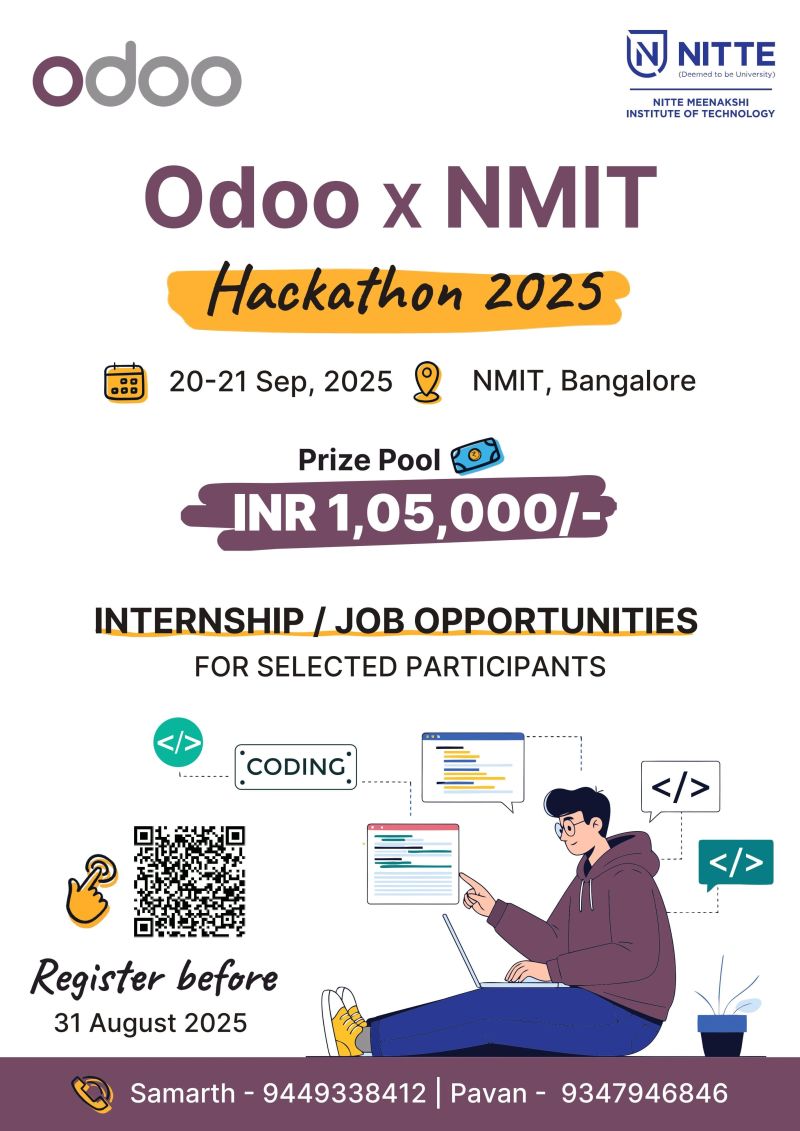 odoo
NITTE
(Deemed to be University)
NITTE MEENAKSHI
INSTITUTE OF TECHNOLOGY
Odoo x NMIT
Hackathon 2025
20-21 Sep, 2025 NMIT, Bangalore
Prize Pool
INR 1,05,000/-
INTERNSHIP / JOB OPPORTUNITIES
FOR SELECTED PARTICIPANTS
</>
CODING
</>
</>
Register before
31 August 2025
Samarth - 9449338412 | Pavan - 9347946846